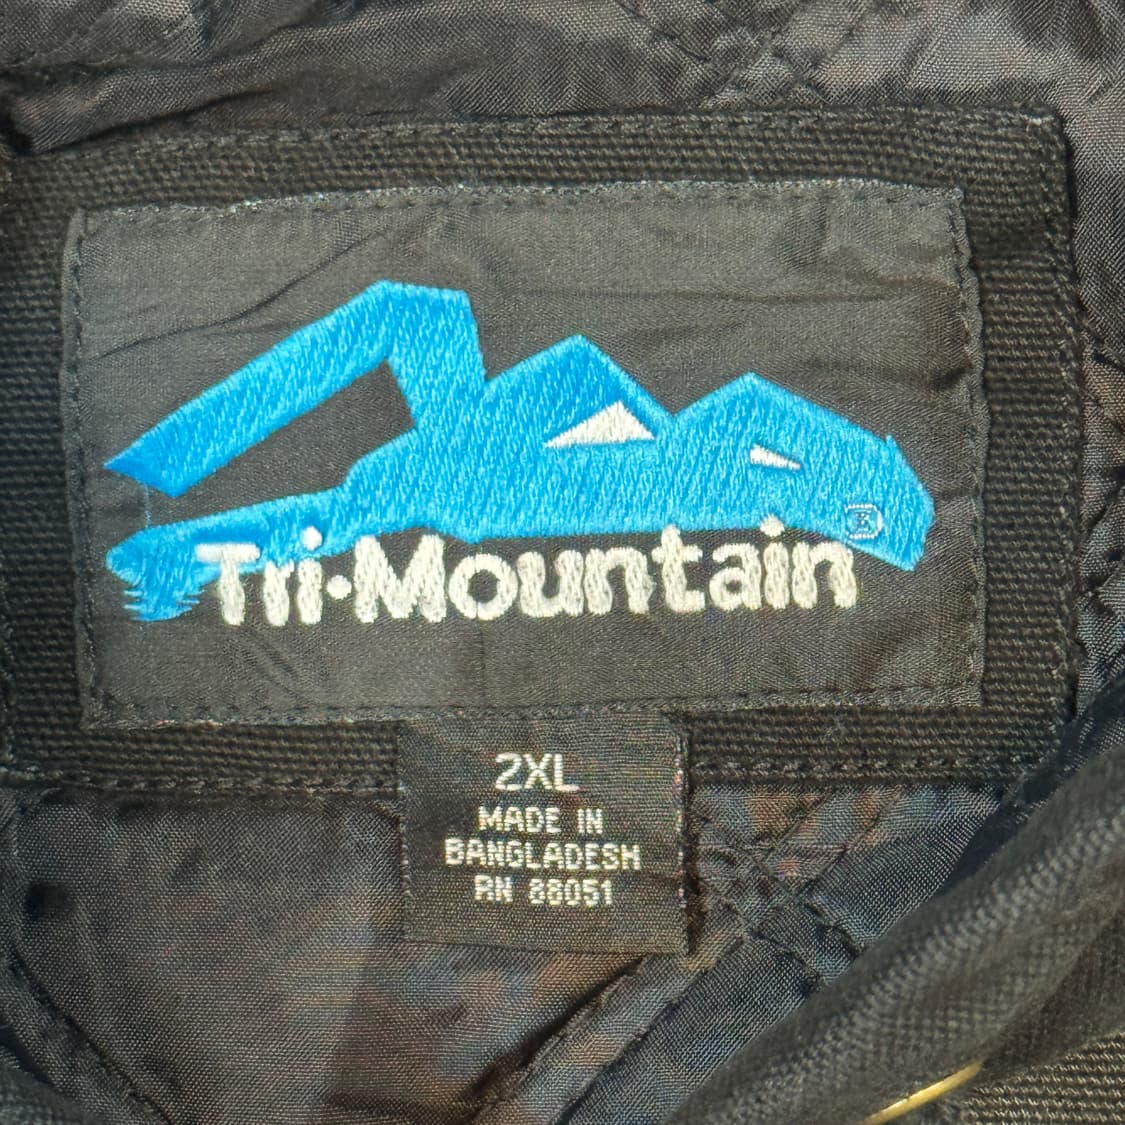 Tri-Mountain
®
2XL
MADE IN
BANGLADESH
RN 88051